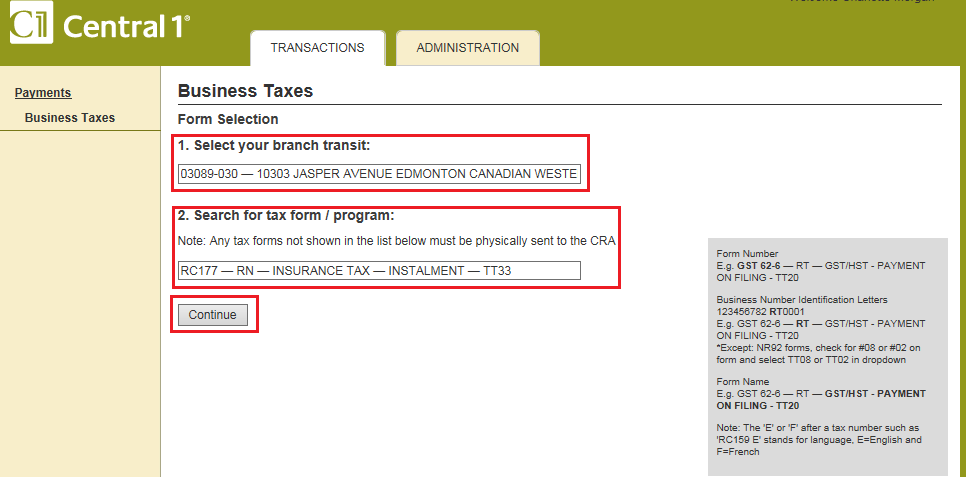 C1 Central 1®
TRANSACTIONS
ADMINISTRATION
Payments
Business Taxes
Business Taxes
Form Selection
1. Select your branch transit:
03089-030 — 10303 JASPER AVENUE EDMONTON CANADIAN WESTE
2. Search for tax form / program:
Note: Any tax forms not shown in the list below must be physically sent to the CRA
RC177 — RN — INSURANCE TAX — INSTALMENT — TT33
Continue
Form Number
E.g. GST 62-6 — RT — GST/HST - PAYMENT
ON FILING - TT20
Business Number Identification Letters
123456782 RT0001
E.g. GST 62-6 — RT — GST/HST - PAYMENT
ON FILING - TT20
*Except: NR92 forms, check for #08 or #02 on
form and select TT08 or TT02 in dropdown
Form Name
E.g. GST 62-6 — RT — GST/HST - PAYMENT
ON FILING - TT20
Note: The 'E' or 'F' after a tax number such as
'RC159 E' stands for language, E=English and
F=French